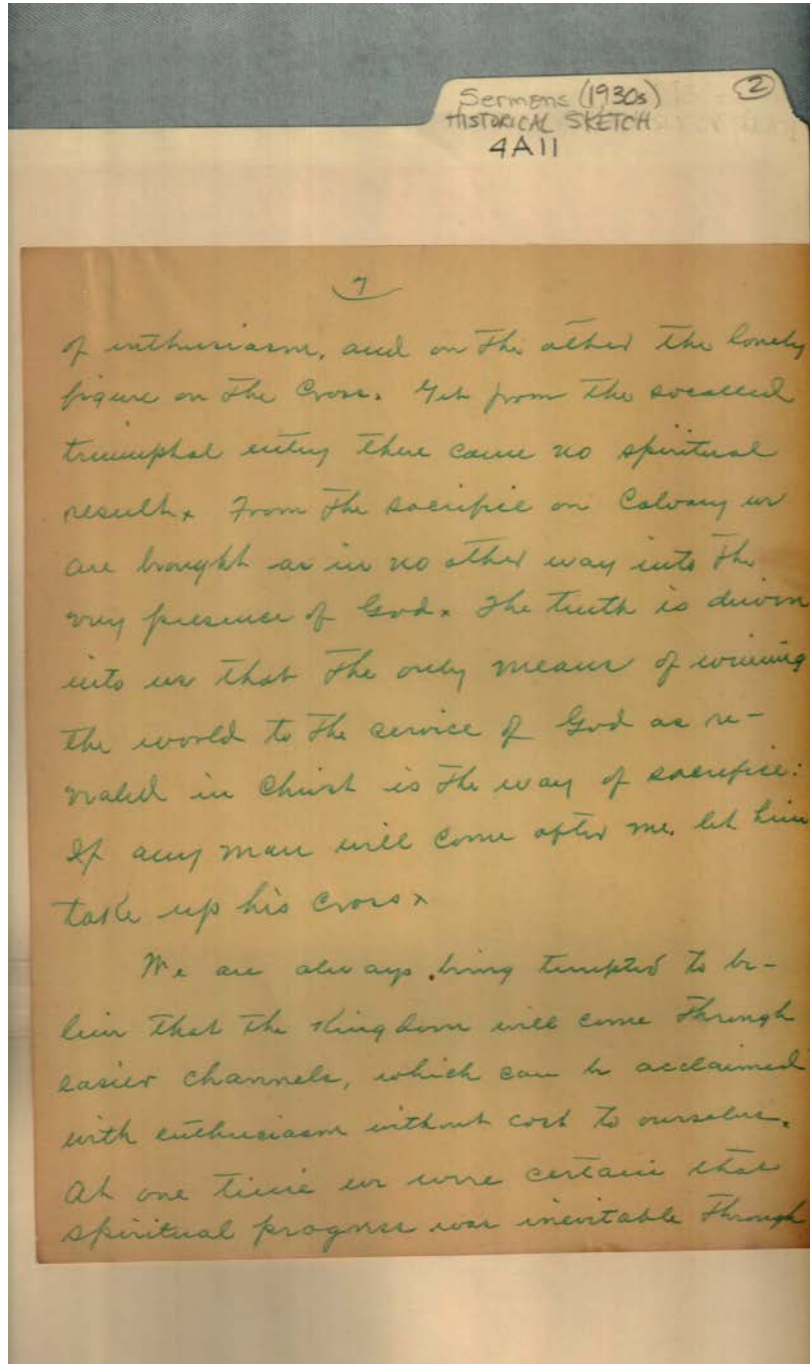 Sermons (1930s)
HISTORICAL SKETCH
4A11
2
7
of enthusiasm, and on the other the lonely
figure on the Cross. Yet from the socalled
triumphal entry there came no spiritual
result. From the sacrifice on Calvary we
are brought as in no other way into the
very presence of God. The truth is driven
into us that the only means of winning
the world to the service of God as re-
vealed in Christ is the way of sacrifice:
If any man will come after me, let him
take up his cross.
We are always being tempted to be-
lieve that the Kingdom will come through
easier channels, which can be acclaimed
with enthusiasm without cost to ourselves.
At one time we were certain that
spiritual progress was inevitable through